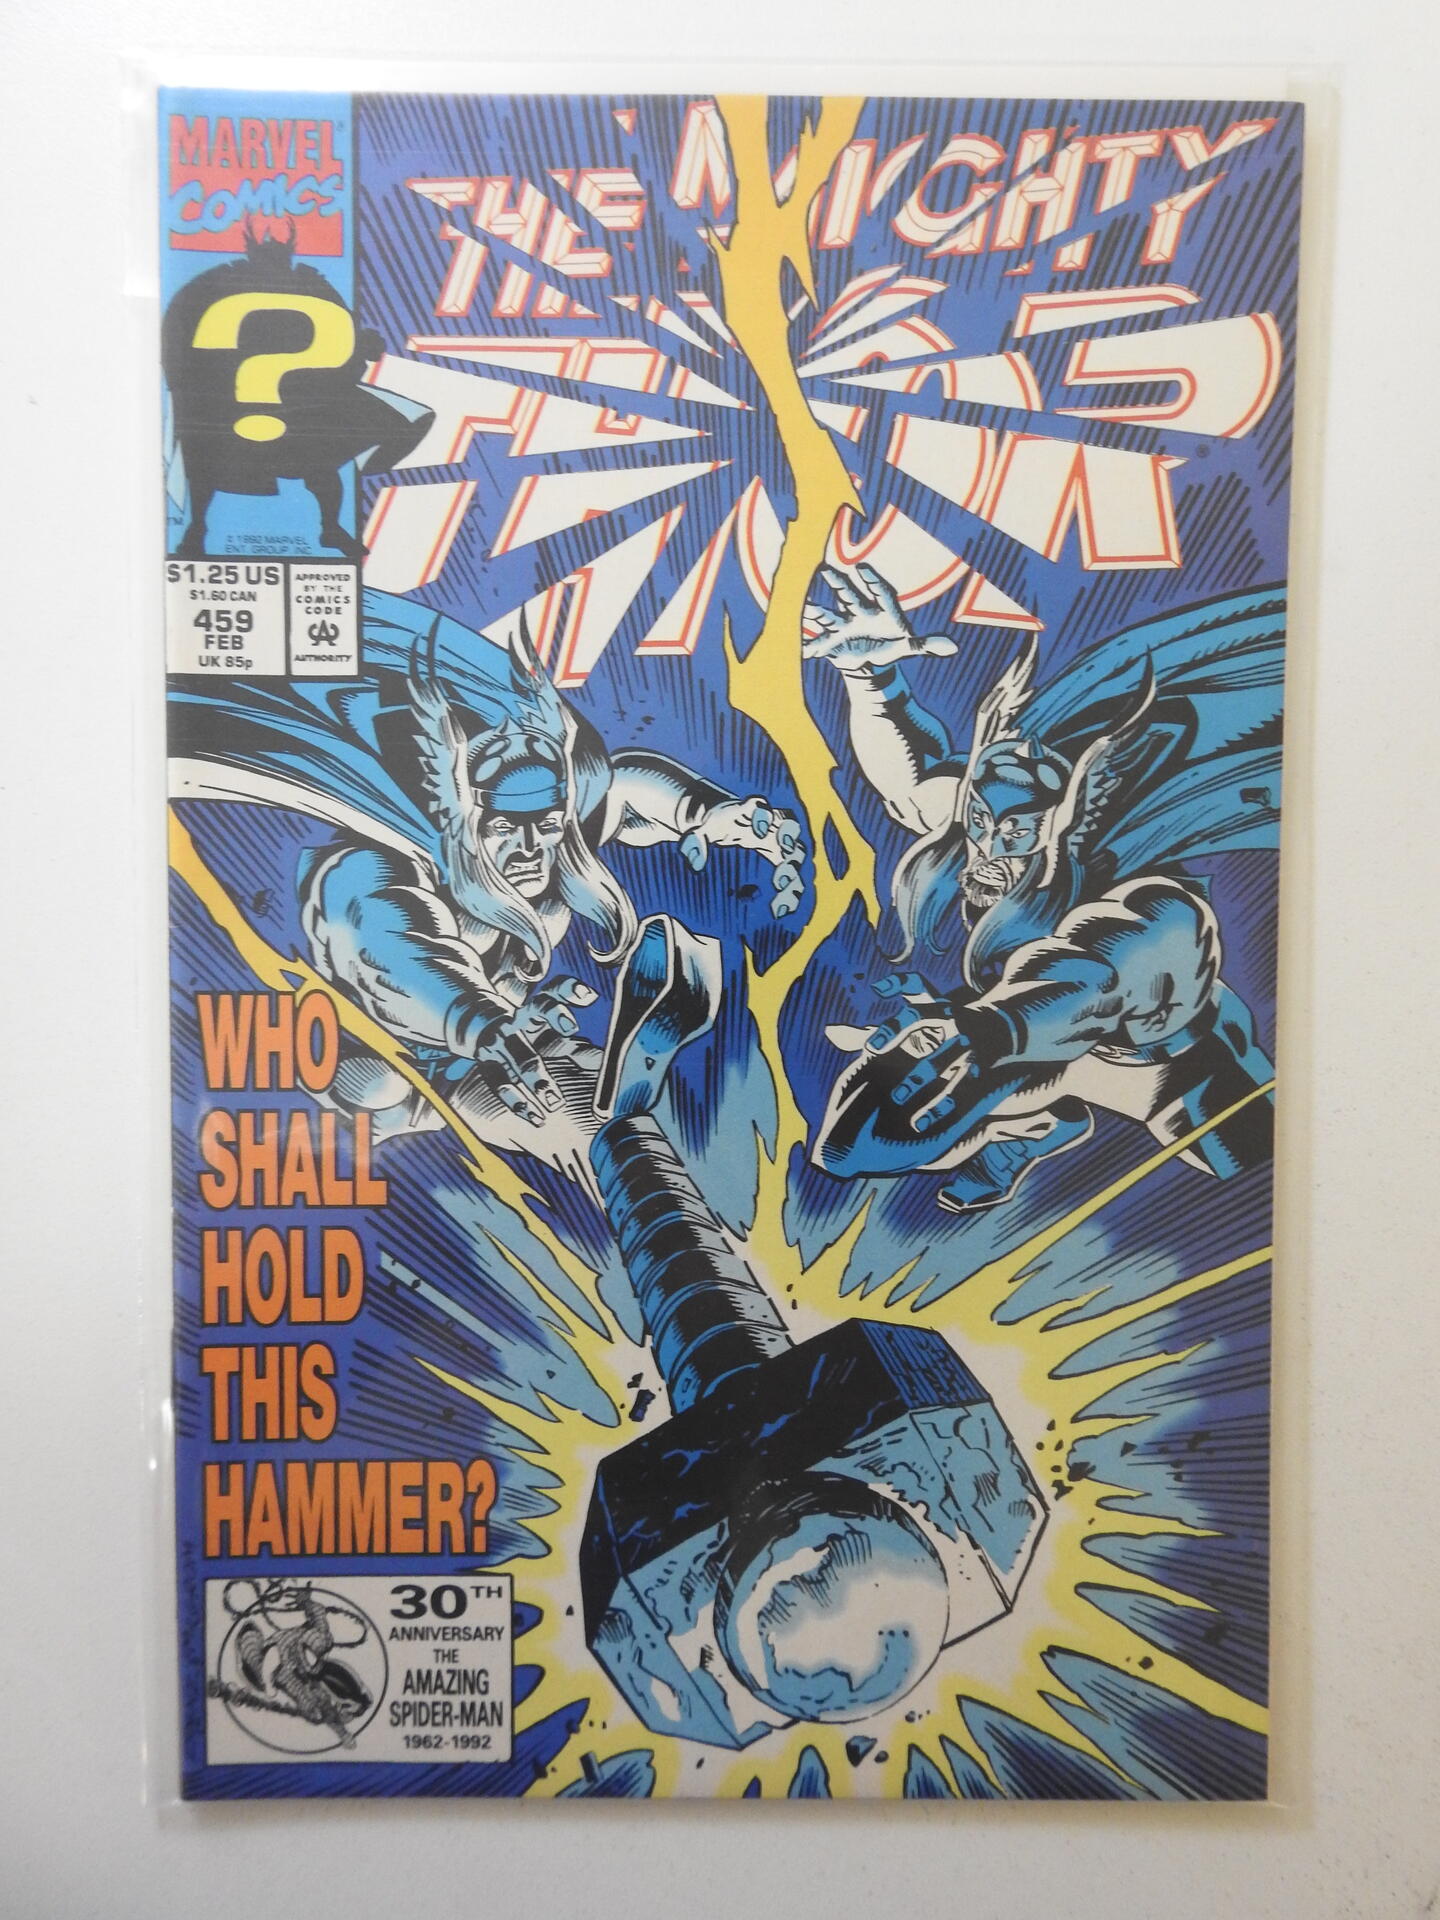 MARVEL
COMICS
THE MIGHTY
THOR
®
?
TM
© 1992 MARVEL
ENT. GROUP, INC.
$1.25 US
$1.60 CAN
459
FEB
UK 85p
APPROVED
BY THE
COMICS
CODE
CA
AUTHORITY
WHO
SHALL
HOLD
THIS
HAMMER?
30TH
ANNIVERSARY
THE
AMAZING
SPIDER-MAN
1962-1992